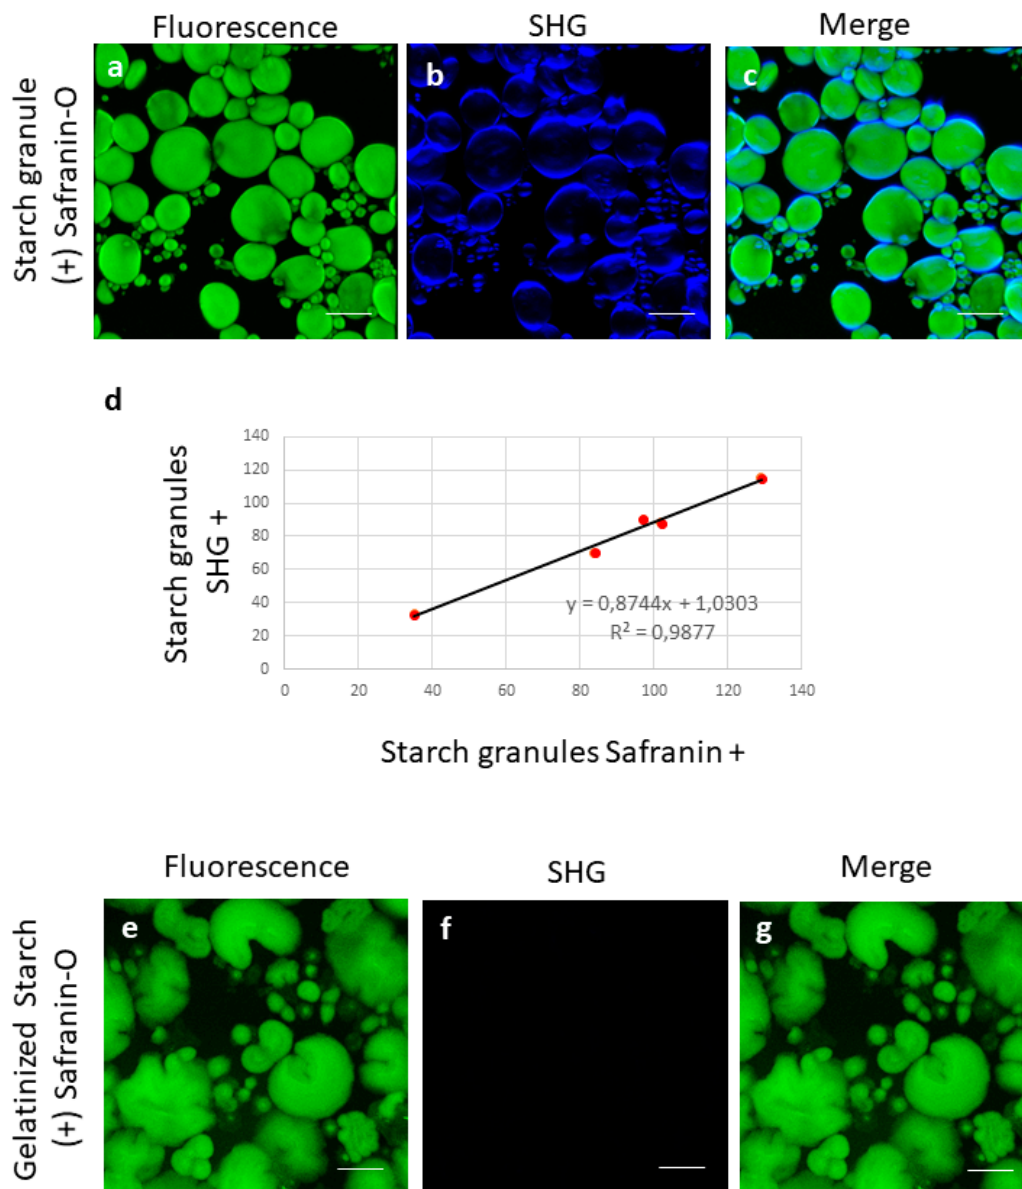 Fluorescence
SHG
Merge
Starch granule
(+) Safranin-O
a
b
c
d
Starch granules
SHG +
140
120
100
80
60
40
20
0
0
20
40
60
80
100
120
140
y = 0,8744x + 1,0303
R² = 0,9877
Starch granules Safranin +
Fluorescence
SHG
Merge
Gelatinized Starch
(+) Safranin-O
e
f
g